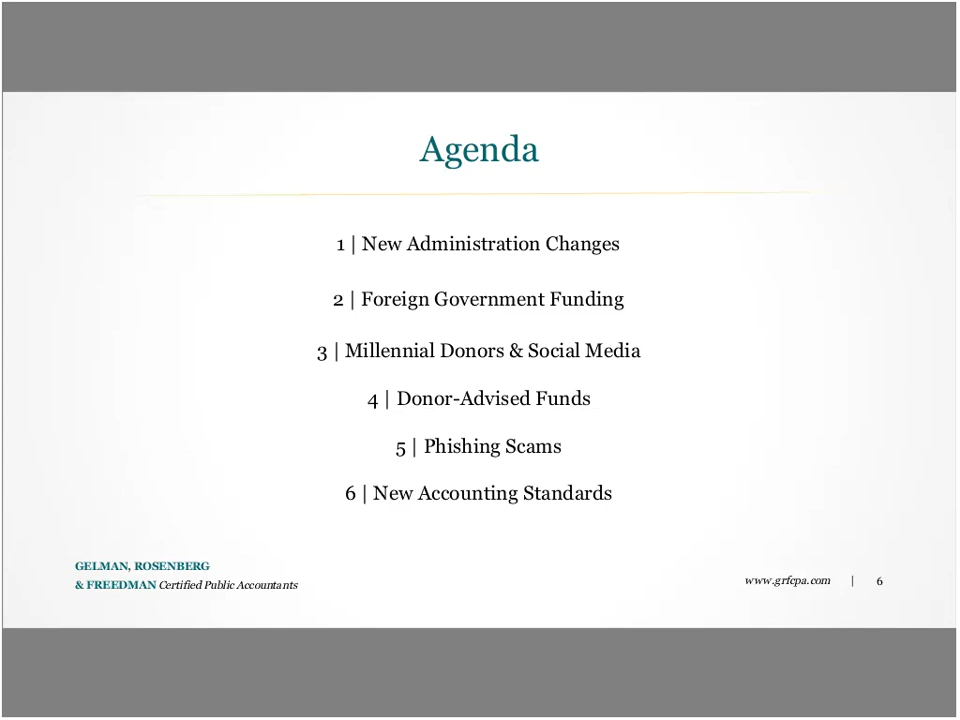 Agenda
1 | New Administration Changes
2 | Foreign Government Funding
3 | Millennial Donors & Social Media
4 | Donor-Advised Funds
5 | Phishing Scams
6 | New Accounting Standards
GELMAN, ROSENBERG
& FREEDMAN Certified Public Accountants
www.grfcpa.com | 6